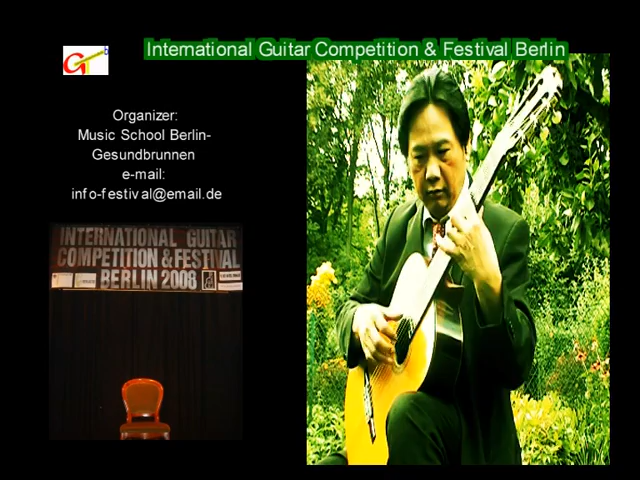 International Guitar Competition & Festival Berlin
Organizer:
Music School Berlin-
Gesundbrunnen
e-mail:
info-festival@email.de
INTERNATIONAL GUITAR
COMPETITION & FESTIVAL
BERLIN 2008